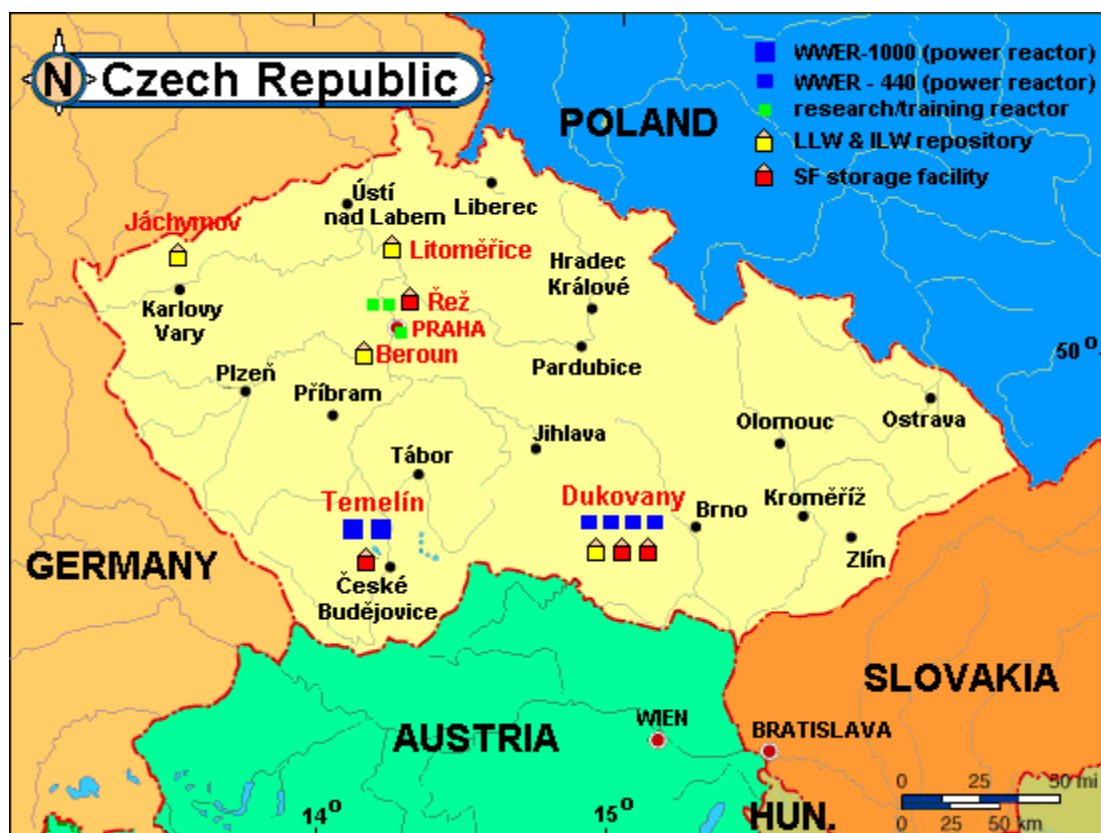 N
Czech Republic
WWER-1000 (power reactor)
WWER - 440 (power reactor)
research/training reactor
LLW & ILW repository
SF storage facility
POLAND
Ústí
nad Labem
Liberec
Jáchymov
Litoměřice
Hradec
Králové
Karlovy
Vary
Řež
PRAHA
Beroun
Pardubice
50 o
Plzeň
Příbram
Jihlava
Olomouc
Ostrava
Tábor
Temelín
Dukovany
Brno
Kroměříž
Zlín
GERMANY
České
Budějovice
SLOVAKIA
AUSTRIA
WIEN
BRATISLAVA
0 25 50 mi
0 25 50 km
14 o
15 o
HUN.